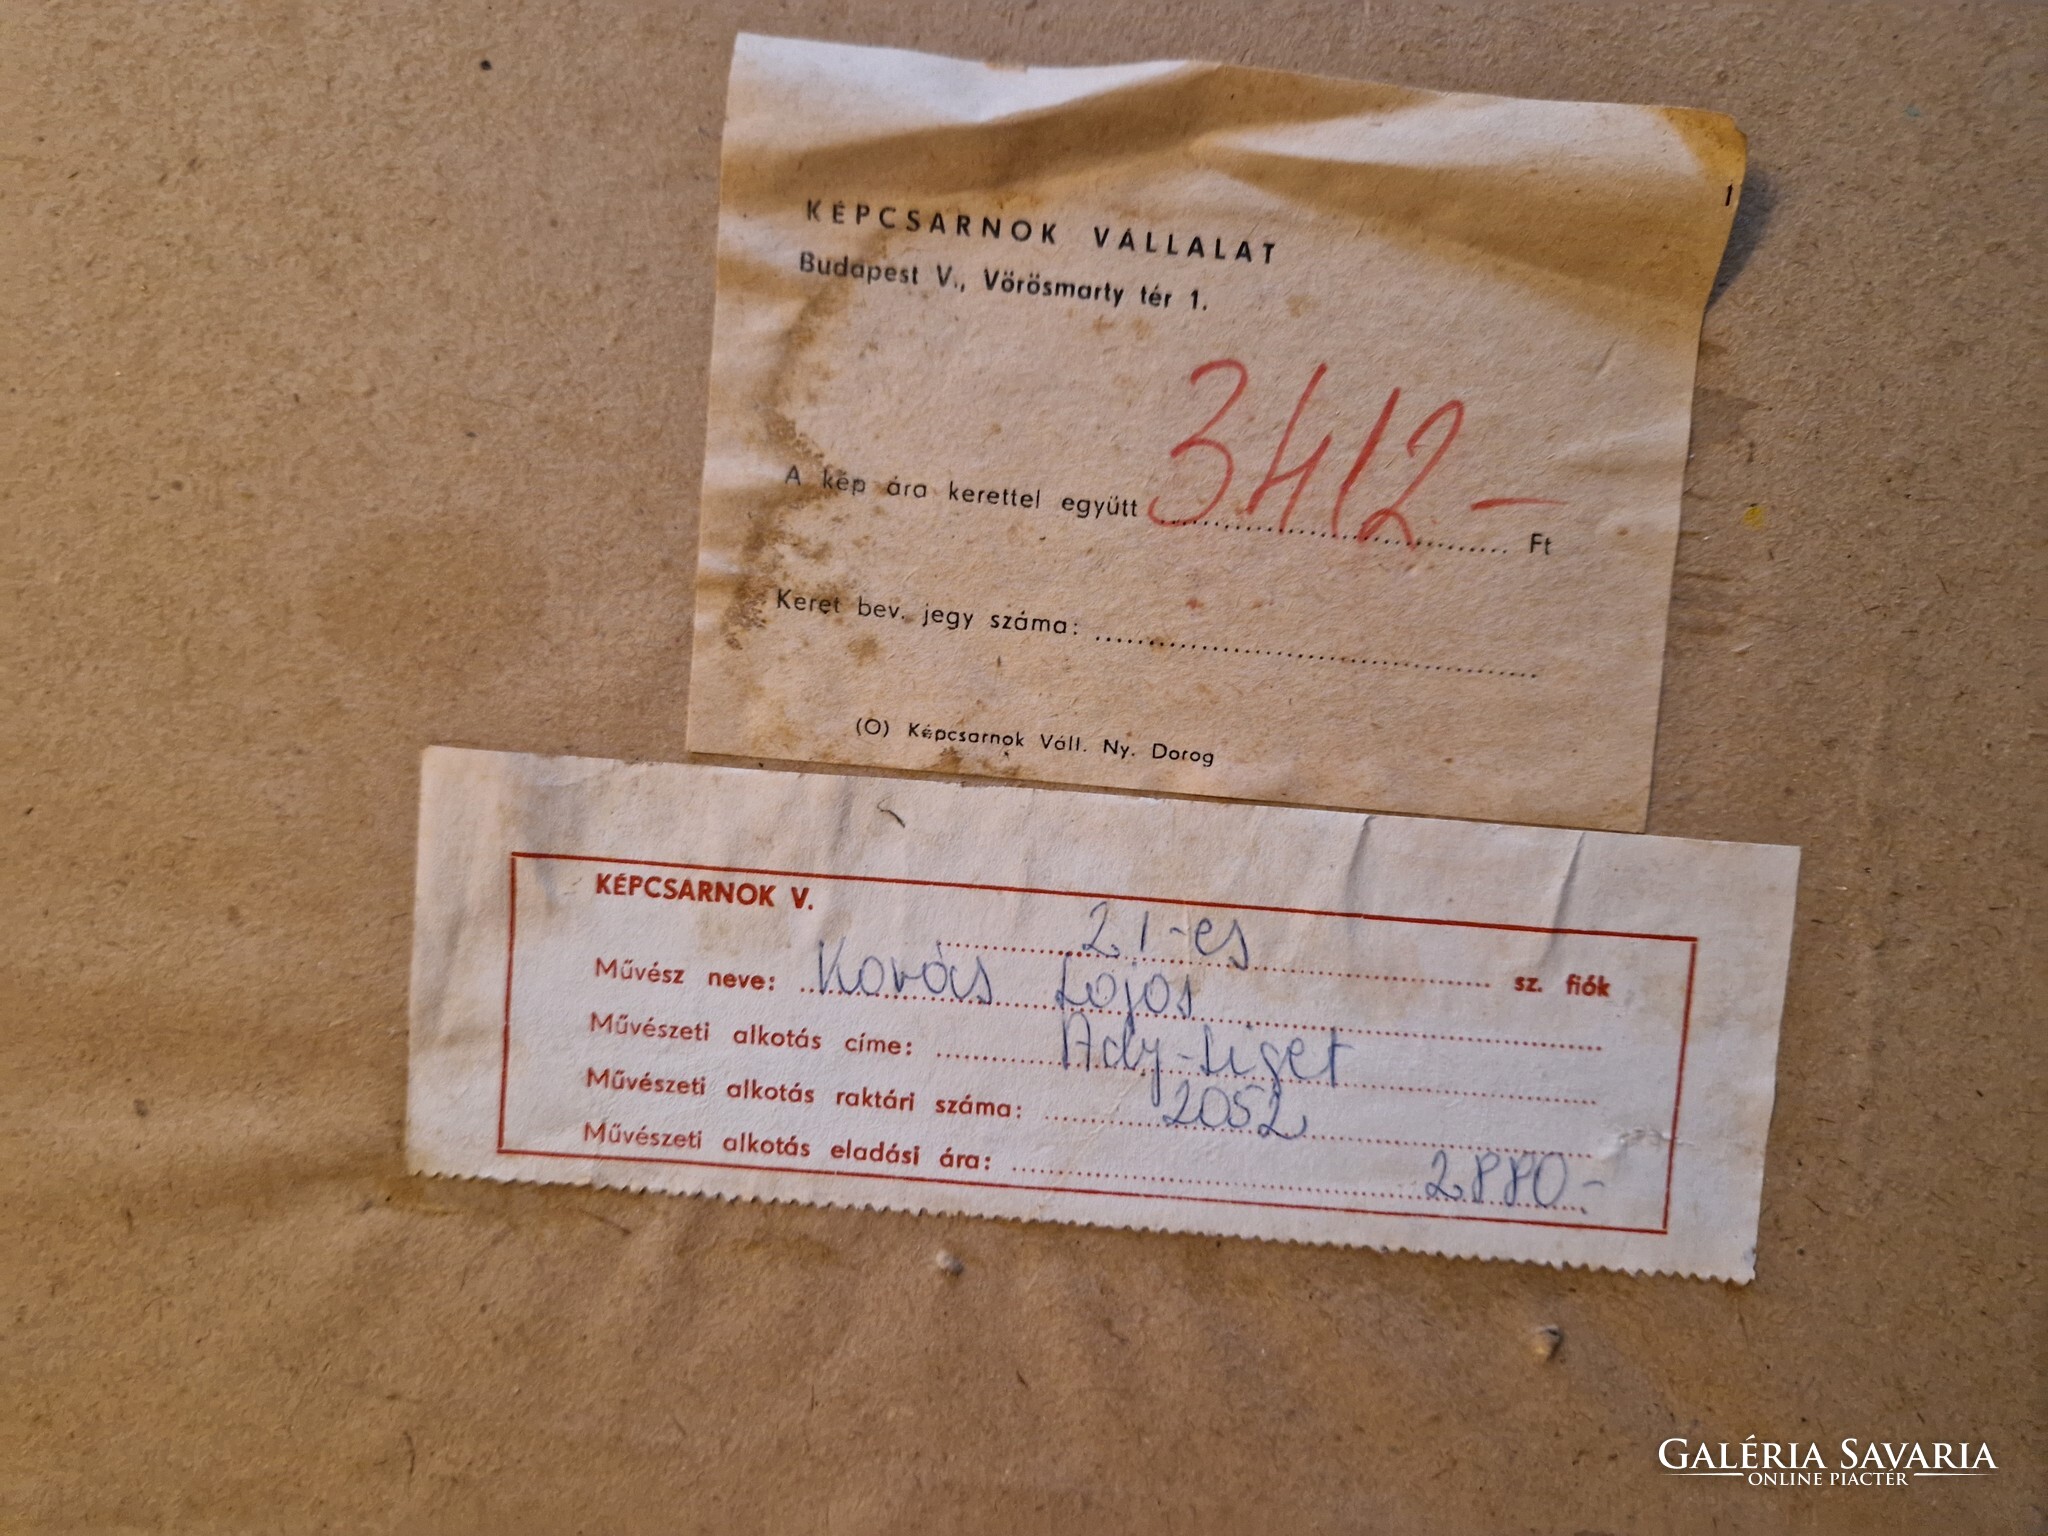 KÉPCSARNOK VÁLLALAT
Budapest V., Vörösmarty tér 1.
1
A kép ára kerettel együtt 3412- Ft
Keret bev. jegy száma:
(O) Képcsarnok Váll. Ny. Dorog
KÉPCSARNOK V.
21-es sz. fiók
Művész neve: Kovács Lajos
Művészeti alkotás címe: Ady-liget
Művészeti alkotás raktári száma: 2052
Művészeti alkotás eladási ára: 2880-
GALÉRIA SAVARIA
ONLINE PIACTÉR